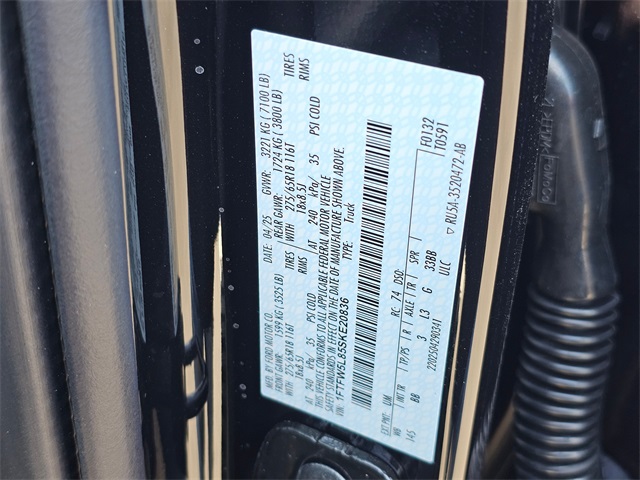 MFD. BY FORD MOTOR CO.
DATE: 04/25 GVWR: 3221 KG ( 7100 LB)
FRONT GAWR: 1599 KG (3525 LB) REAR GAWR: 1724 KG (3800 LB)
275/65R18 116T TIRES WITH 275/65R18 116T TIRES
18x8.5J RIMS 18x8.5J RIMS
AT 240 kPa/ 35 PSI COLD AT 240 kPa/ 35 PSI COLD
THIS VEHICLE CONFORMS TO ALL APPLICABLE FEDERAL MOTOR VEHICLE
SAFETY STANDARDS IN EFFECT ON THE DATE OF MANUFACTURE SHOWN ABOVE.
VIN: 1FTFW5L85SKE20836
TYPE: Truck
F0132
T0591
EXT PNT: UM RC: 74 DSO:
WB INT TR TP/PS R AXLE TR SPR
145 BB 3 L3 G 33BB
ULC
2202504290341
▽ RU5A-3520472-AB